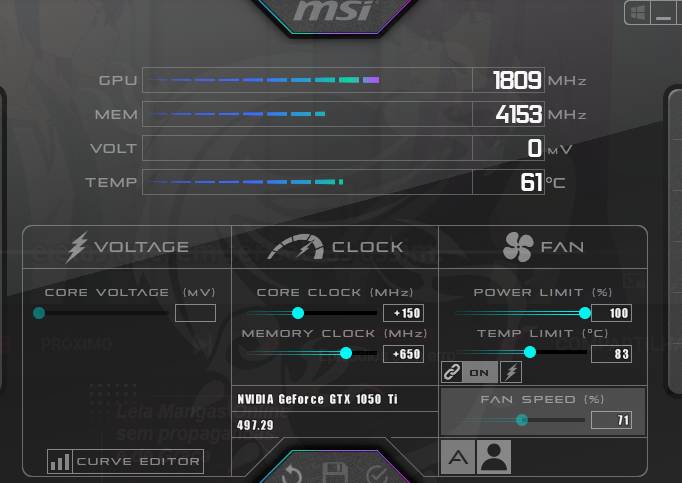 msi
GPU 1809 MHz
MEM 4153 MHz
VOLT 0 MV
TEMP 61 °C
VOLTAGE
CLOCK
FAN
CORE VOLTAGE (MV)
CORE CLOCK (MHz)
+150
POWER LIMIT (%)
100
MEMORY CLOCK (MHz)
+650
TEMP LIMIT (°C)
83
PROXIMO
ON
NVIDIA GeForce GTX 1050 Ti
497.29
FAN SPEED (%)
71
Leia Mangas Online
sem propagandas
CURVE EDITOR
A